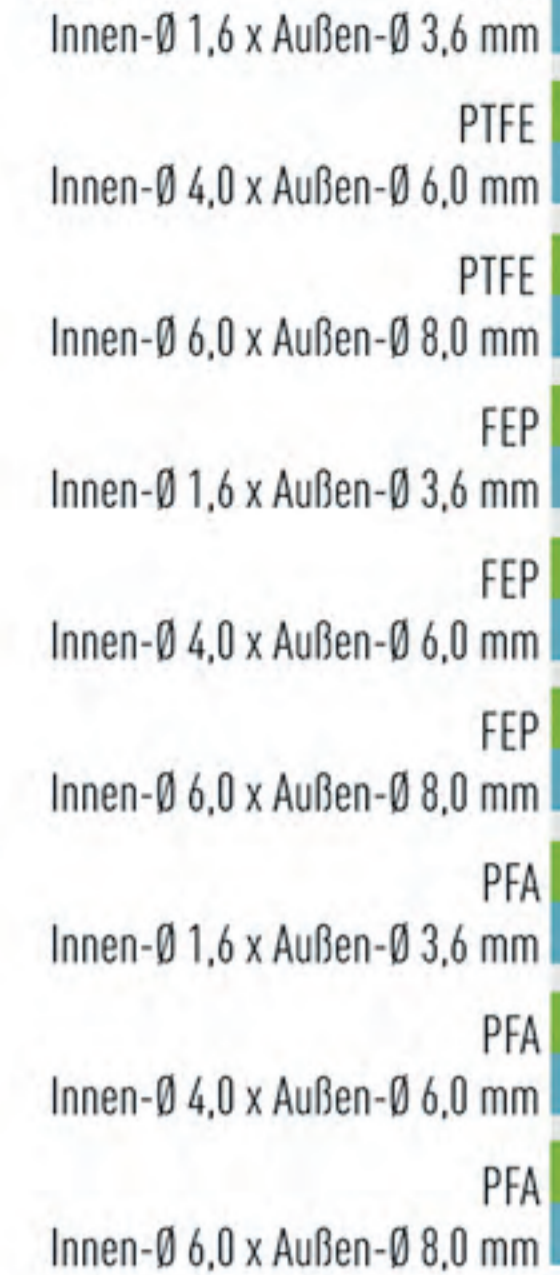 Innen-Ø 1,6 x Außen-Ø 3,6 mm
PTFE
Innen-Ø 4,0 x Außen-Ø 6,0 mm
PTFE
Innen-Ø 6,0 x Außen-Ø 8,0 mm
FEP
Innen-Ø 1,6 x Außen-Ø 3,6 mm
FEP
Innen-Ø 4,0 x Außen-Ø 6,0 mm
FEP
Innen-Ø 6,0 x Außen-Ø 8,0 mm
PFA
Innen-Ø 1,6 x Außen-Ø 3,6 mm
PFA
Innen-Ø 4,0 x Außen-Ø 6,0 mm
PFA
Innen-Ø 6,0 x Außen-Ø 8,0 mm